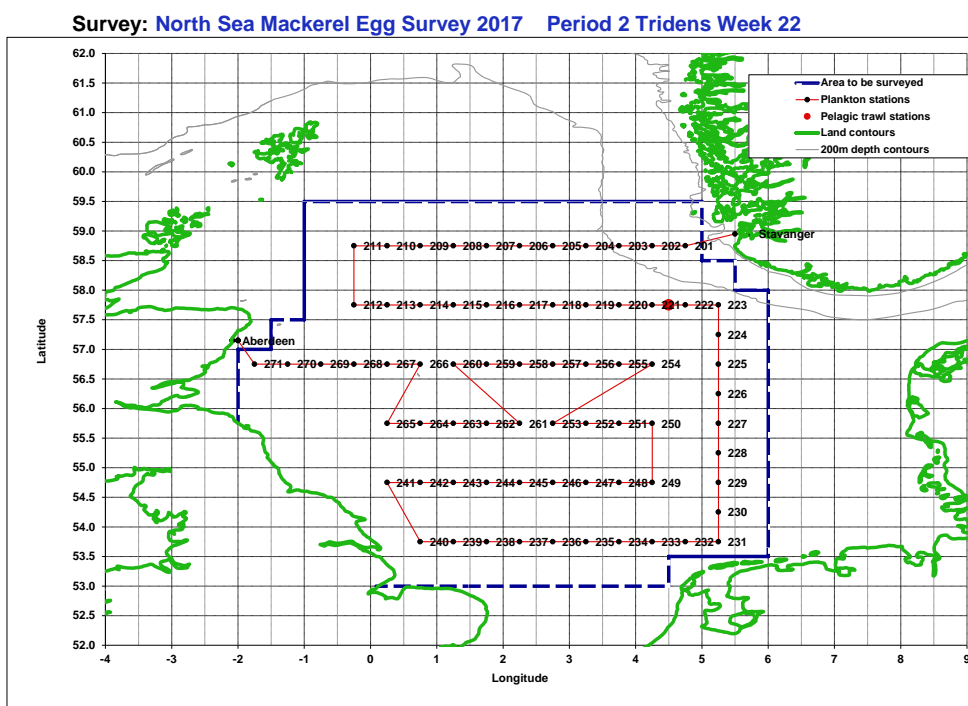 Survey: North Sea Mackerel Egg Survey 2017 Period 2 Tridens Week 22
62.0
61.5
61.0
60.5
60.0
59.5
59.0
58.5
58.0
57.5
57.0
56.5
56.0
55.5
55.0
54.5
54.0
53.5
53.0
52.5
52.0
Latitude
Area to be surveyed
Plankton stations
Pelagic trawl stations
Land contours
200m depth contours
211 210 209 208 207 206 205 204 203 202 201 Stavanger
212 213 214 215 216 217 218 219 220 221 222 223
224
Aberdeen
271 270 269 268 267 266 260 259 258 257 256 255 254 225
226
265 264 263 262 261 253 252 251 250 227
228
241 242 243 244 245 246 247 248 249 229
230
240 239 238 237 236 235 234 233 232 231
-4 -3 -2 -1 0 1 2 3 4 5 6 7 8 9
Longitude